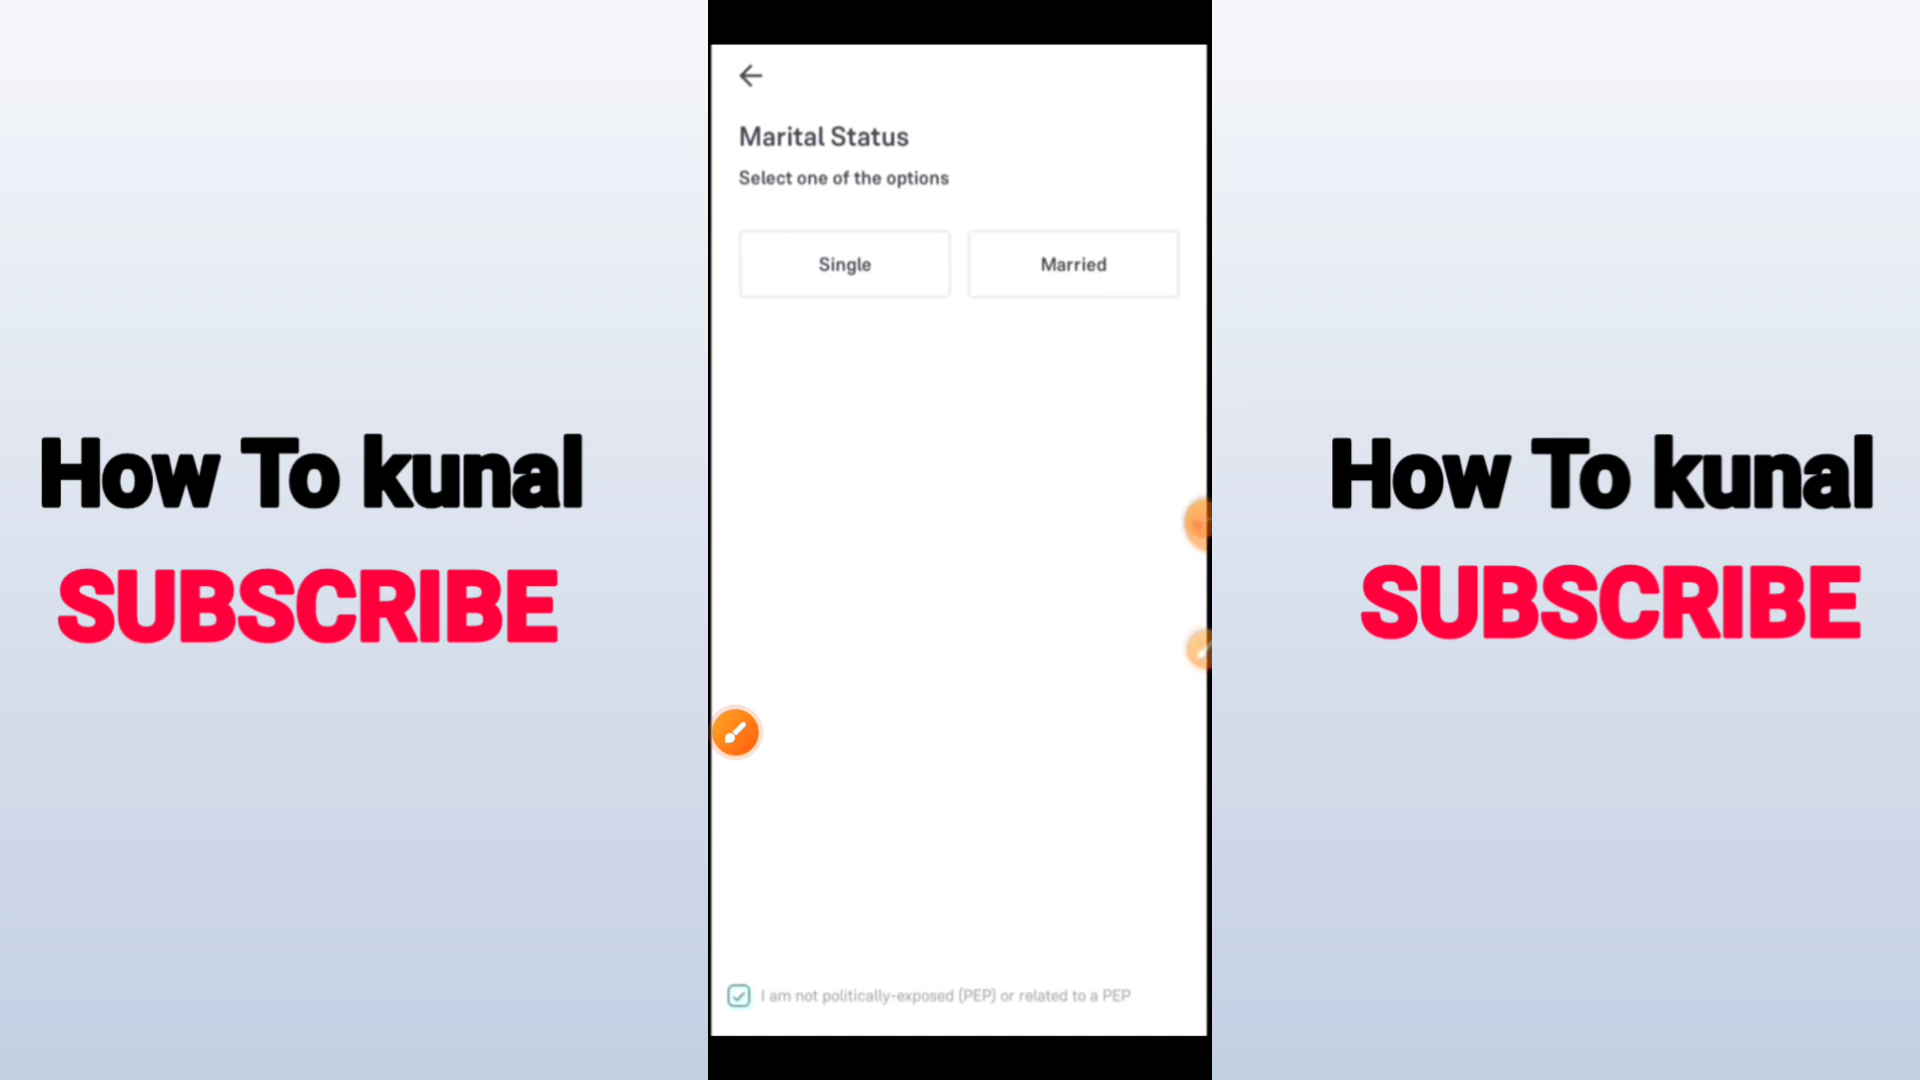 How To kunal
SUBSCRIBE
Marital Status
Select one of the options
Single
Married
I am not politically-exposed (PEP) or related to a PEP
How To kunal
SUBSCRIBE